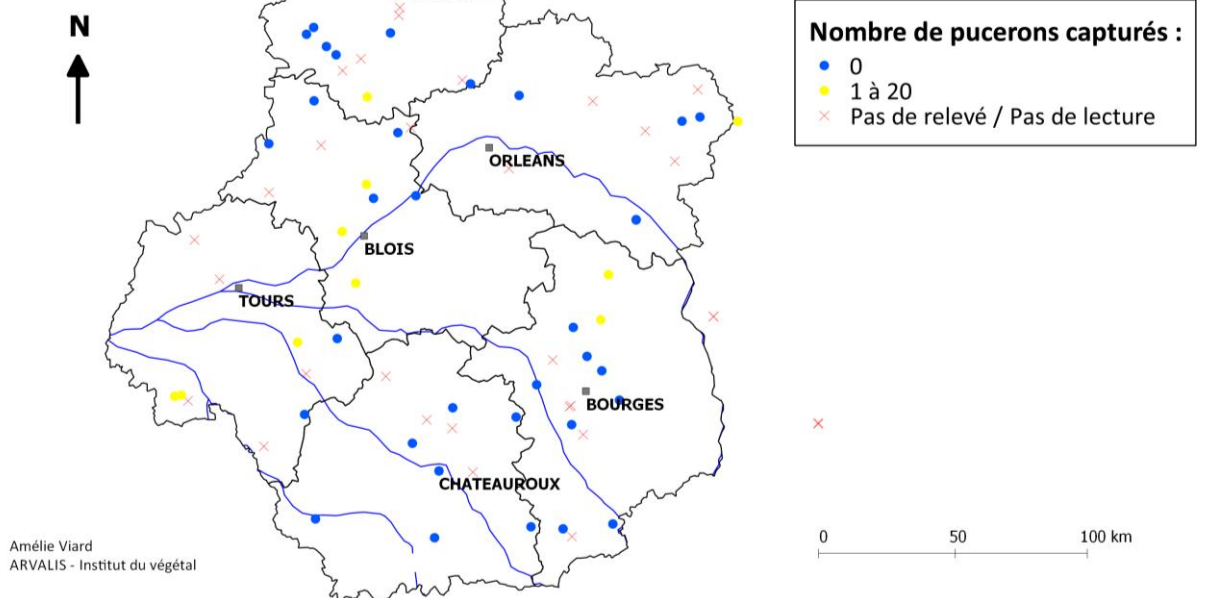 N
Nombre de pucerons capturés :
0
1 à 20
Pas de relevé / Pas de lecture
ORLEANS
BLOIS
TOURS
BOURGES
CHATEAUROUX
0 50 100 km
Amélie Viard
ARVALIS - Institut du végétal